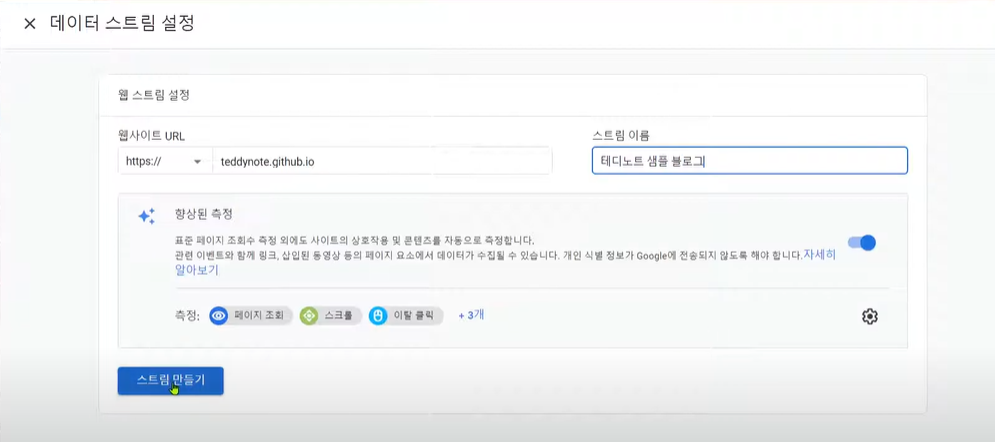 데이터 스트림 설정
웹 스트림 설정
웹사이트 URL
스트림 이름
https://
teddynote.github.io
테디노트 샘플 블로그
향상된 측정
표준 페이지 조회수 측정 외에도 사이트의 상호작용 및 콘텐츠를 자동으로 측정합니다.
관련 이벤트와 함께 링크, 삽입된 동영상 등의 페이지 요소에서 데이터가 수집될 수 있습니다. 개인 식별 정보가 Google에 전송되지 않도록 해야 합니다.자세히
알아보기
측정: 페이지 조회 스크롤 이탈 클릭 + 3개
스트림 만들기